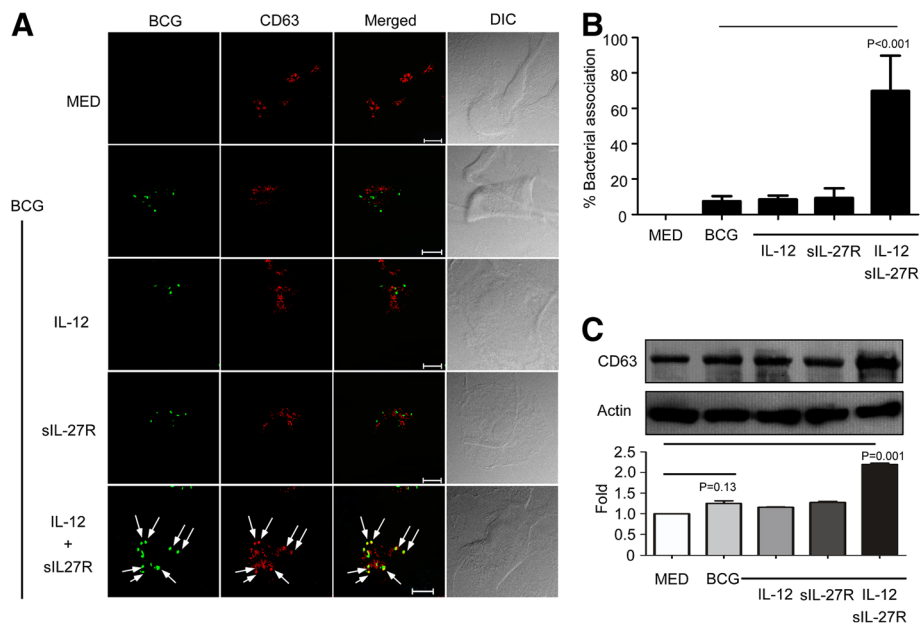 A
BCG CD63 Merged DIC
MED
BCG
IL-12
sIL-27R
IL-12
+
sIL27R
B
P<0.001
% Bacterial association
100
80
60
40
20
0
MED BCG IL-12 sIL-27R IL-12
sIL-27R
C
CD63
Actin
Fold
2.5
2.0
1.5
1.0
0.5
0
P=0.13
P=0.001
MED BCG IL-12 sIL-27R IL-12
sIL-27R